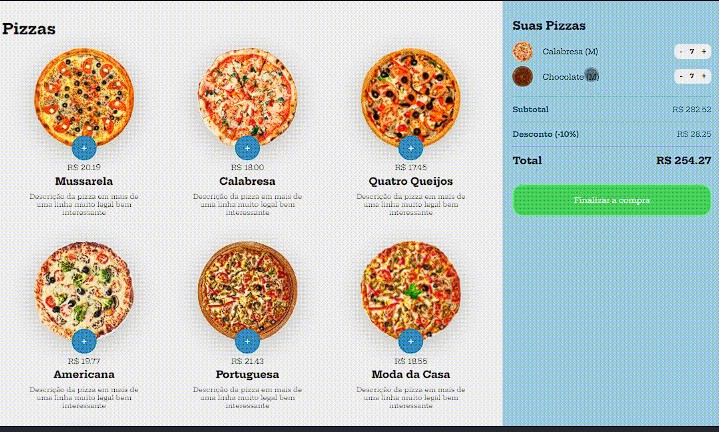 Pizzas
R$ 20.19
Mussarela
Descrição da pizza em mais de
uma linha muito legal bem
interessante
R$ 18.00
Calabresa
Descrição da pizza em mais de
uma linha muito legal bem
interessante
R$ 17.45
Quatro Queijos
Descrição da pizza em mais de
uma linha muito legal bem
interessante
R$ 19.77
Americana
Descrição da pizza em mais de
uma linha muito legal bem
interessante
R$ 21.43
Portuguesa
Descrição da pizza em mais de
uma linha muito legal bem
interessante
R$ 18.55
Moda da Casa
Descrição da pizza em mais de
uma linha muito legal bem
interessante
Suas Pizzas
Calabresa (M) - 7 +
Chocolate (M) - 7 +
Subtotal R$ 282.52
Desconto (-10%) R$ 28.25
Total R$ 254.27
Finalizar a compra